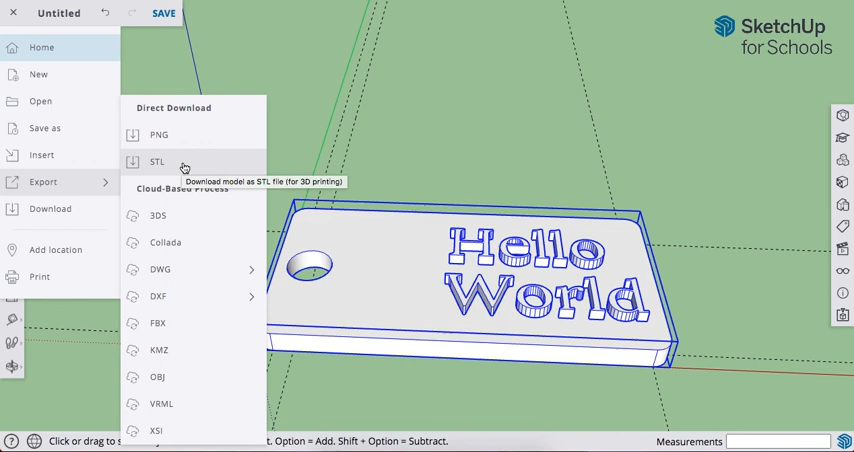 Untitled
SAVE
SketchUp
for Schools
Home
New
Open
Save as
Insert
Export
Download
Add location
Print
Direct Download
PNG
STL
Download model as STL file (for 3D printing)
Cloud-Based Process
3DS
Collada
DWG
DXF
FBX
KMZ
OBJ
VRML
XSI
Hello
World
Click or drag to s
t. Option = Add. Shift + Option = Subtract.
Measurements